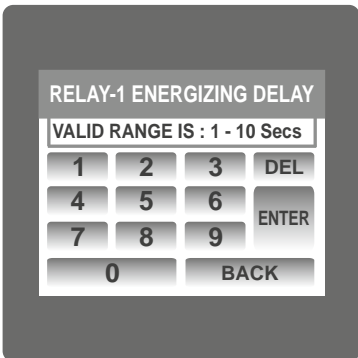 RELAY-1 ENERGIZING DELAY
VALID RANGE IS : 1 - 10 Secs
1 2 3 DEL
4 5 6 ENTER
7 8 9
0 BACK